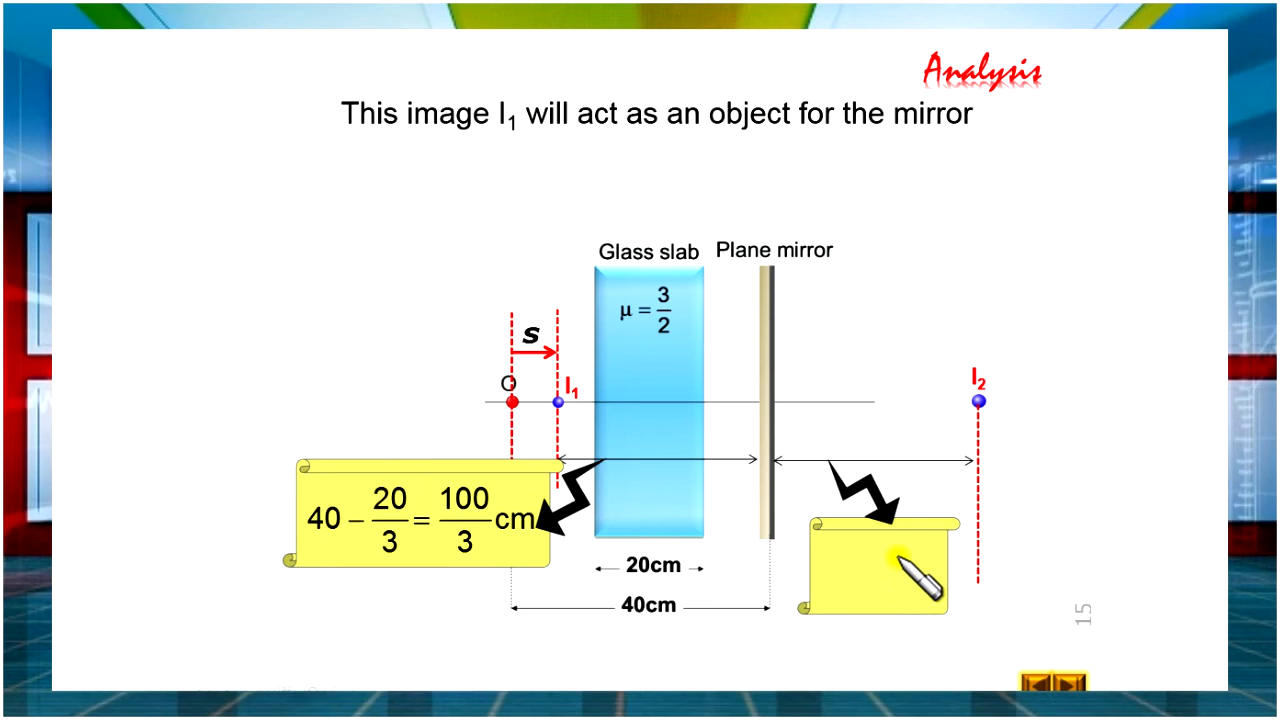 Analysis
This image I₁ will act as an object for the mirror
Glass slab Plane mirror
μ = 3/2
s
O I₁ I₂
40 − 20/3 = 100/3 cm
20cm
40cm
15